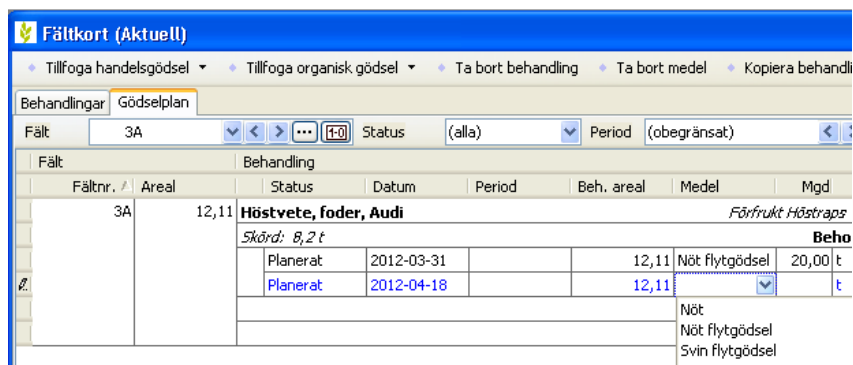 Fältkort (Aktuell)
Tillfoga handelsgödsel Tillfoga organisk gödsel Ta bort behandling Ta bort medel Kopiera behandli
Behandlingar Gödselplan
Fält 3A 1-0 Status (alla) Period (obegränsat)
Fält Behandling
Fältnr. Areal Status Datum Period Beh. areal Medel Mgd
3A 12,11 Höstvete, foder, Audi Förfrukt Höstraps
Skörd: 8,2 t Beho
Planerat 2012-03-31 12,11 Nöt flytgödsel 20,00 t
Planerat 2012-04-18 12,11 t
Nöt
Nöt flytgödsel
Svin flytgödsel